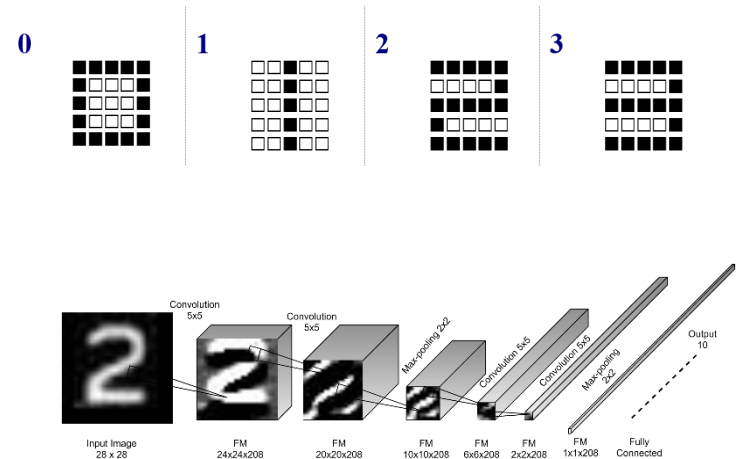 0 1 2 3
Convolution
5x5
Convolution
5x5
Max-pooling 2x2
Convolution 5x5
Convolution 5x5
Max-pooling
2x2
Output
10
Input Image
28 x 28
FM
24x24x208
FM
20x20x208
FM
10x10x208
FM
6x6x208
FM
2x2x208
FM
1x1x208
Fully
Connected